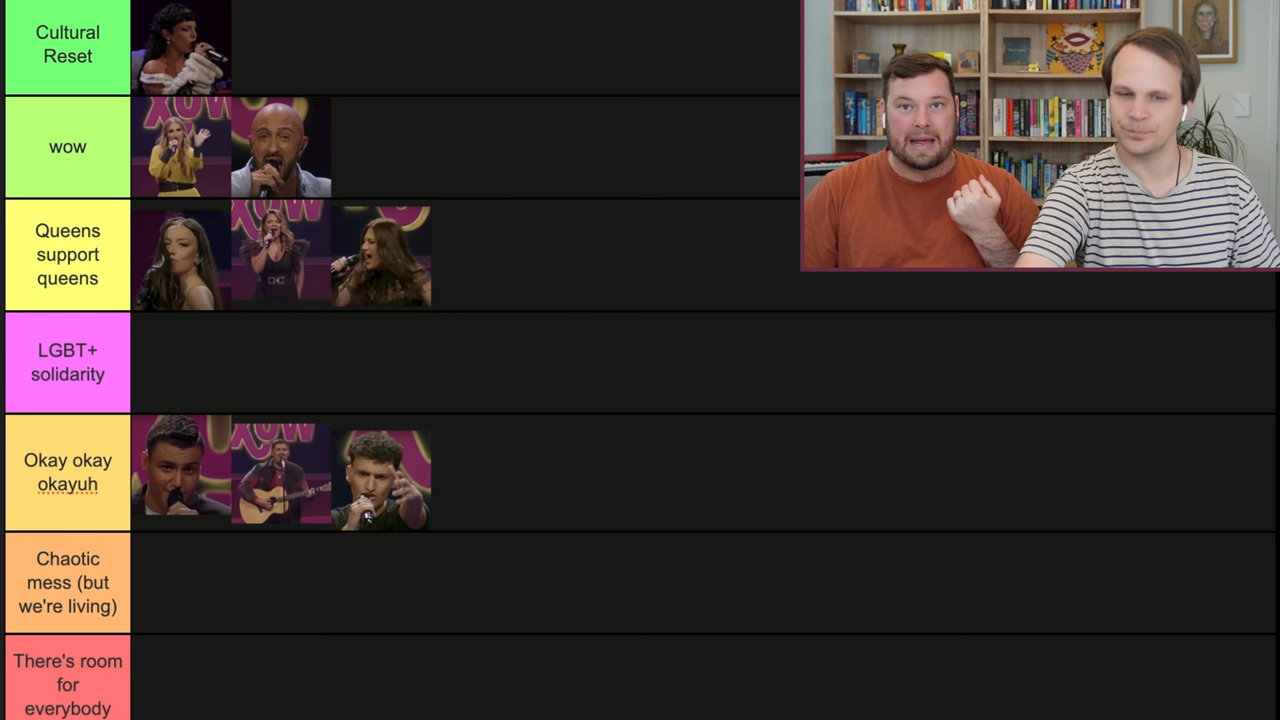 Cultural
Reset
wow
Queens
support
queens
LGBT+
solidarity
Okay okay
okayuh
Chaotic
mess (but
we're living)
There's room
for
everybody